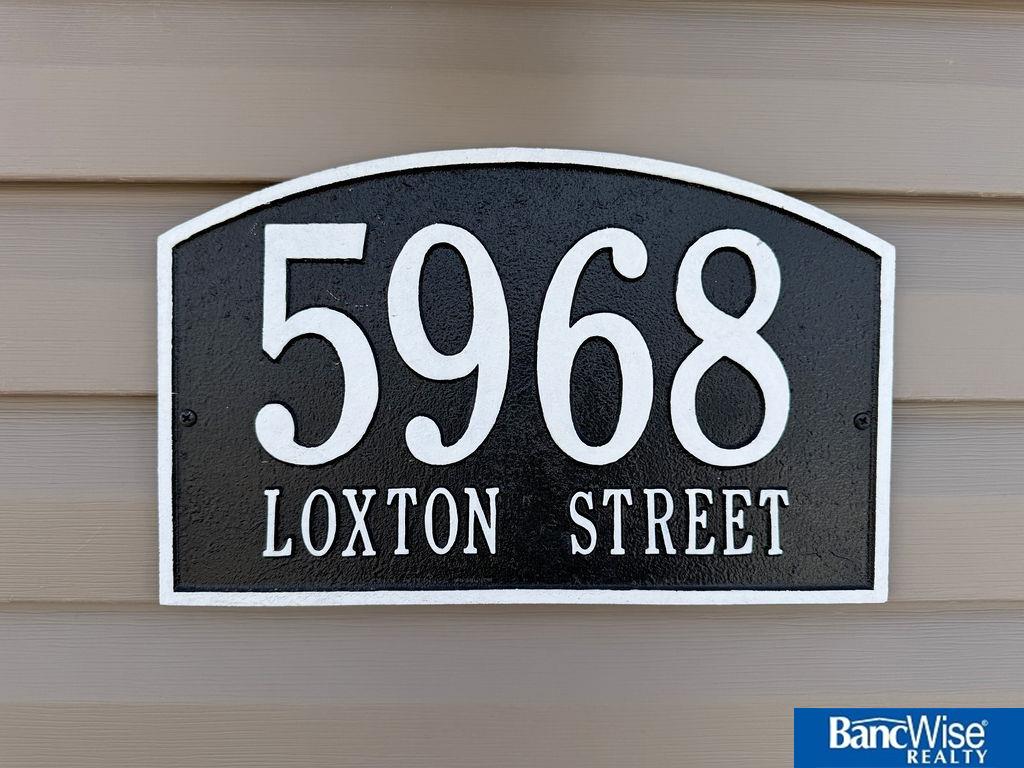 5968
LOXTON STREET
BancWise®
REALTY